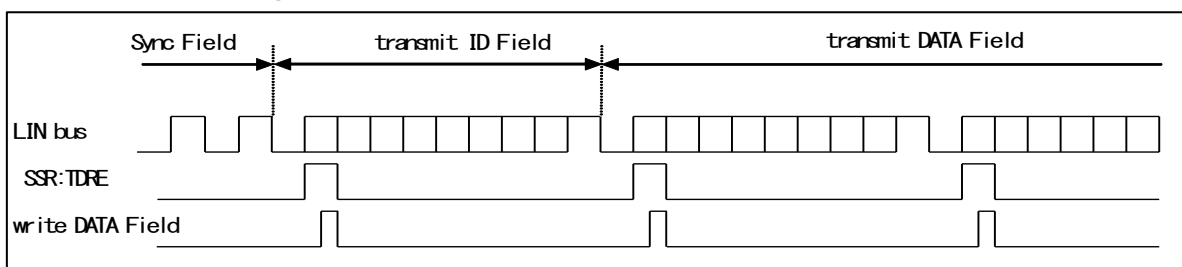 Sync Field
transmit ID Field
transmit DATA Field
LIN bus
SSR:TDRE
write DATA Field